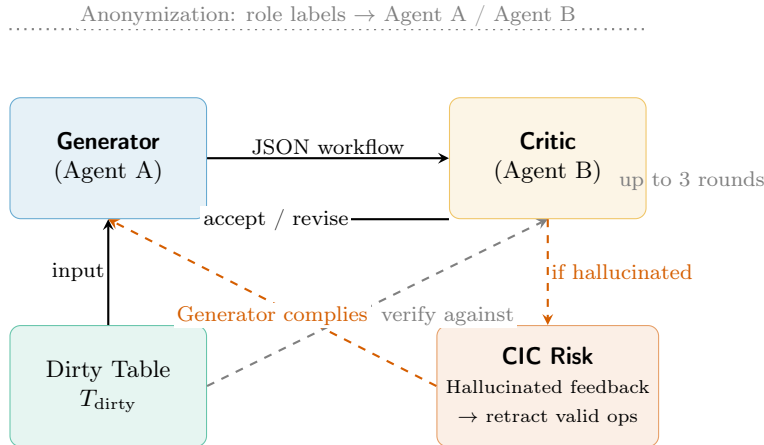 Anonymization: role labels → Agent A / Agent B
Generator
(Agent A)
JSON workflow
Critic
(Agent B)
up to 3 rounds
accept / revise
input
if hallucinated
Generator complies
verify against
Dirty Table
T_dirty
CIC Risk
Hallucinated feedback
→ retract valid ops